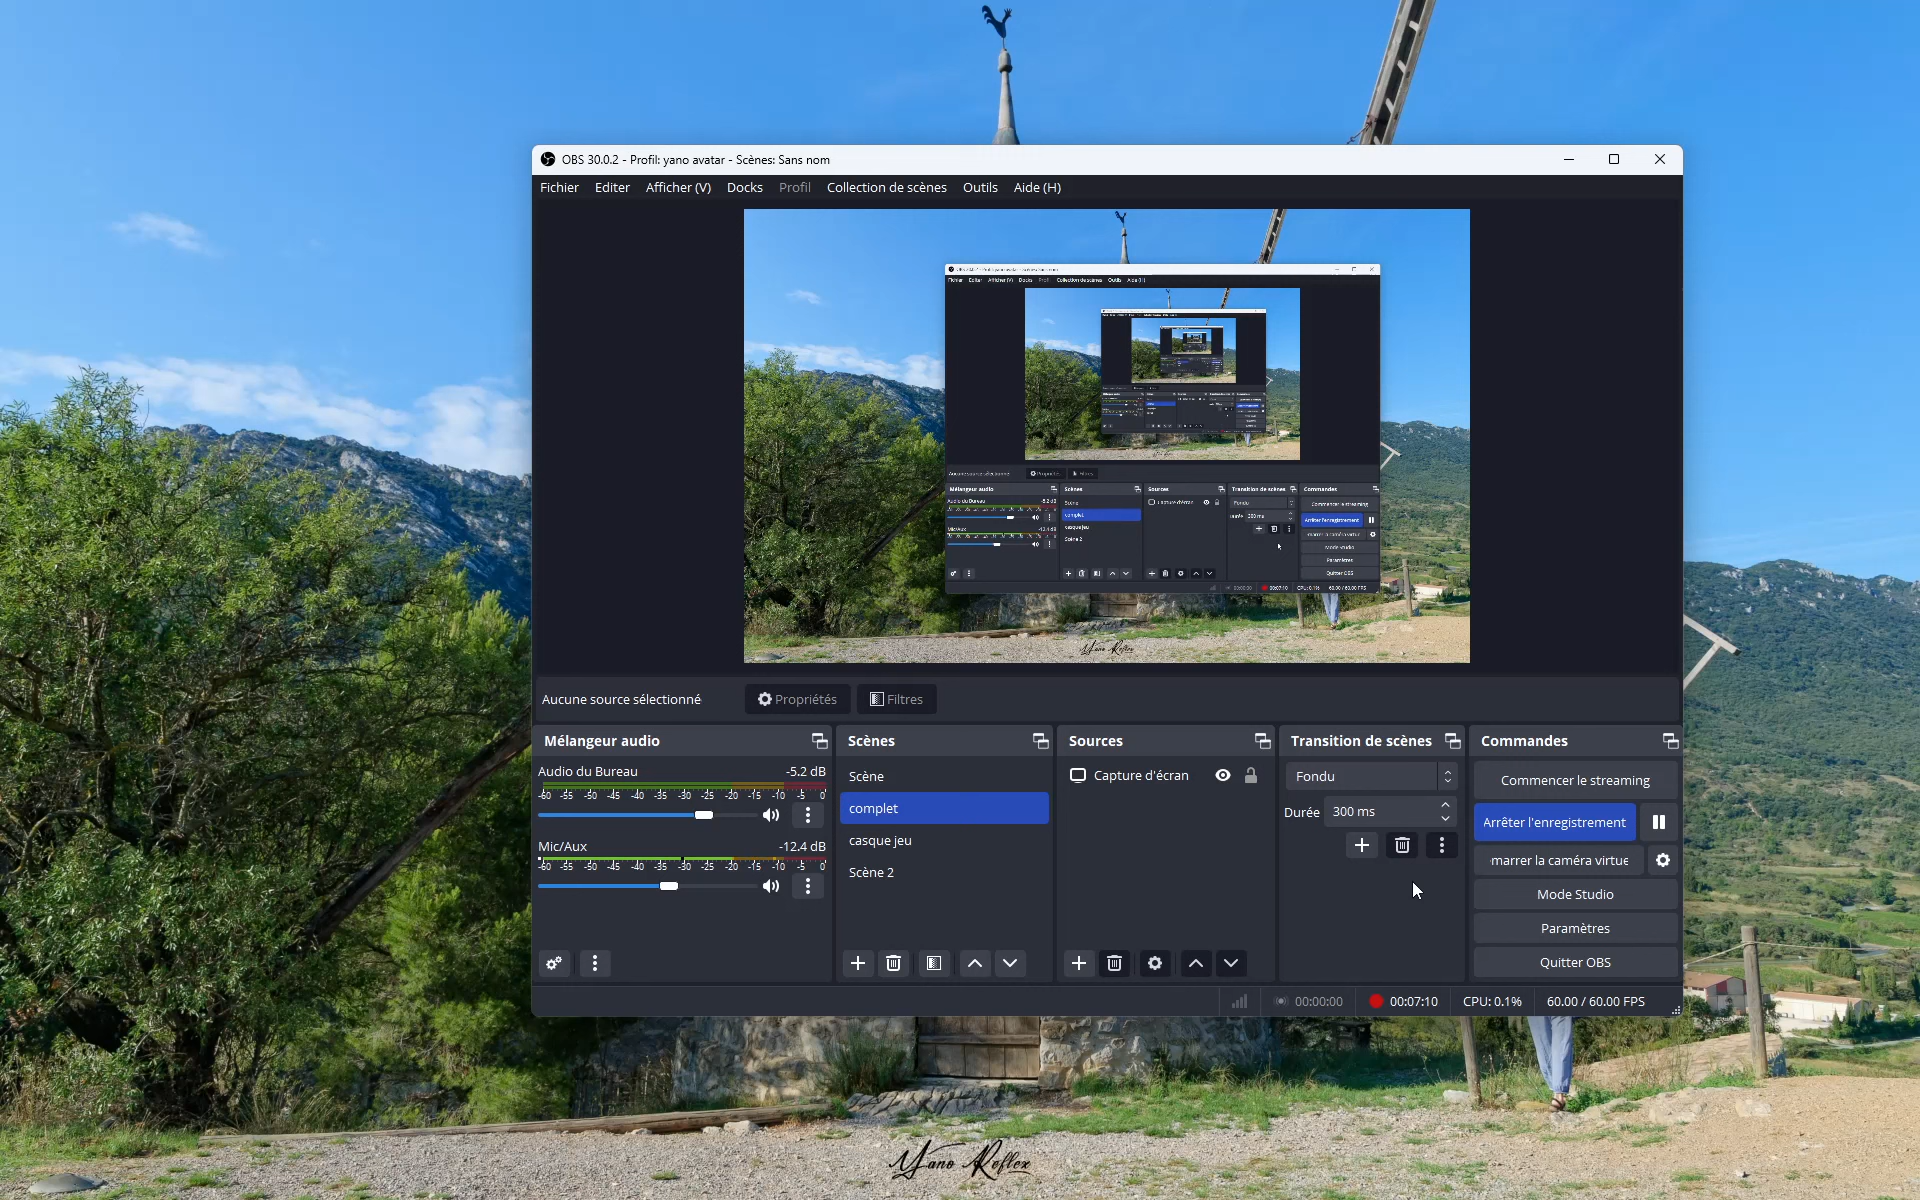 OBS 30.0.2 - Profil: yano avatar - Scènes: Sans nom
Fichier Editer Afficher (V) Docks Profil Collection de scènes Outils Aide (H)
Aucune source sélectionné Propriétés Filtres
Mélangeur audio
Audio du Bureau -5.2 dB
-60 -55 -50 -45 -40 -35 -30 -25 -20 -15 -10 -5 0
Mic/Aux -12.4 dB
-60 -55 -50 -45 -40 -35 -30 -25 -20 -15 -10 -5 0
Scènes
Scène
complet
casque jeu
Scène 2
Sources
Capture d'écran
Transition de scènes
Fondu
Durée 300 ms
Commandes
Commencer le streaming
Arrêter l'enregistrement
marrer la caméra virtue
Mode Studio
Paramètres
Quitter OBS
00:00:00 00:07:10 CPU: 0.1% 60.00 / 60.00 FPS
Yano Reflex